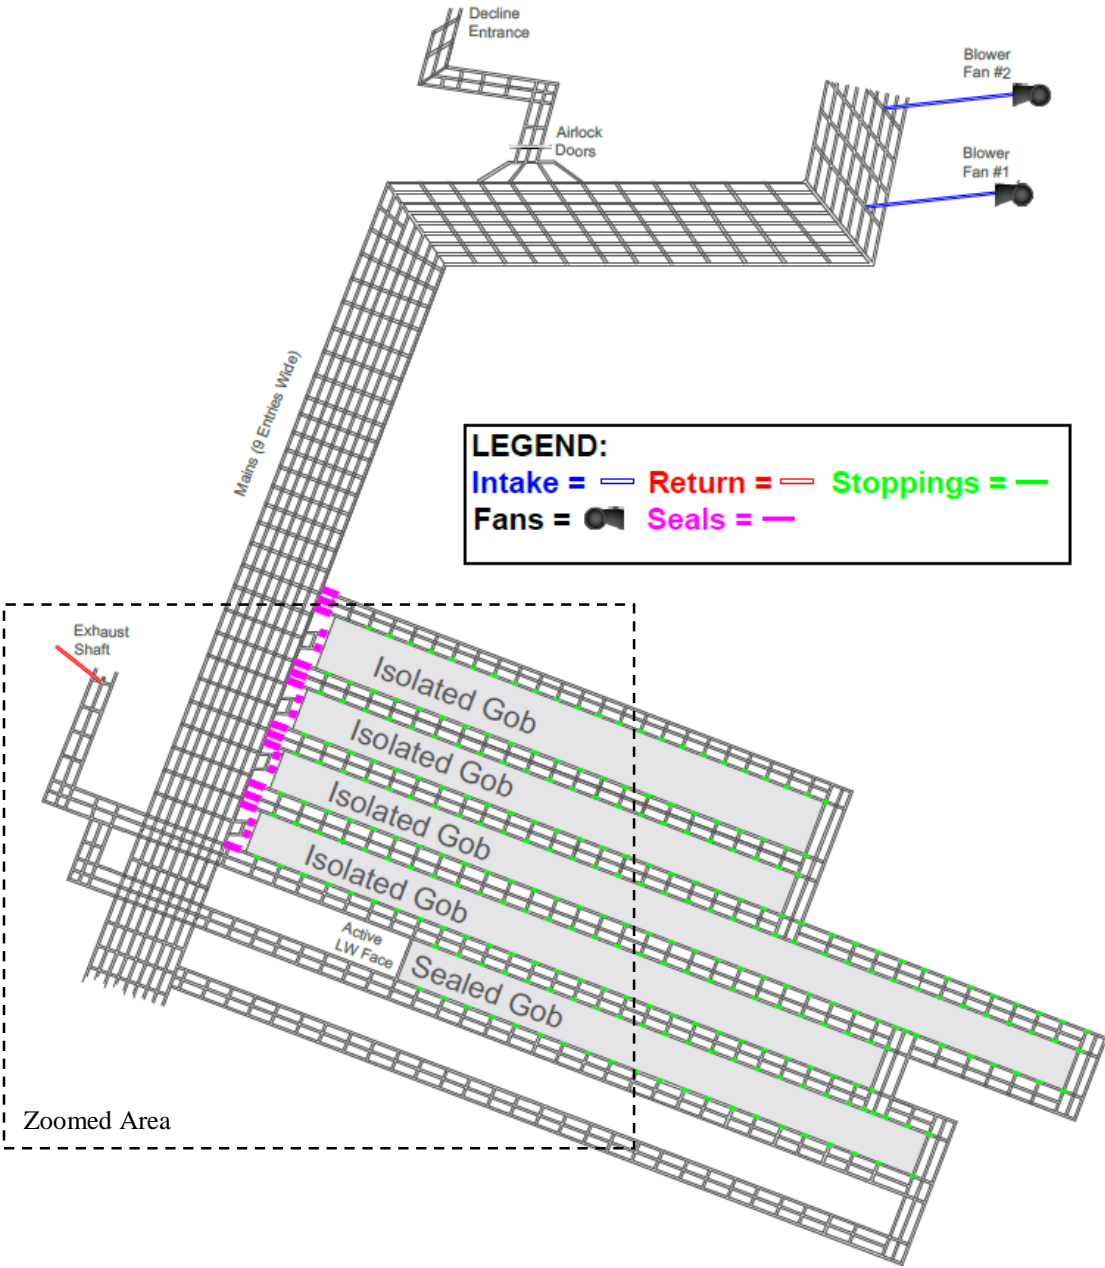 Decline
Entrance
Blower
Fan #2
Airlock
Doors
Blower
Fan #1
Mains (9 Entries Wide)
LEGEND:
Intake = Return = Stoppings =
Fans = Seals =
Exhaust
Shaft
Isolated Gob
Isolated Gob
Isolated Gob
Isolated Gob
Active
LW Face
Sealed Gob
Zoomed Area